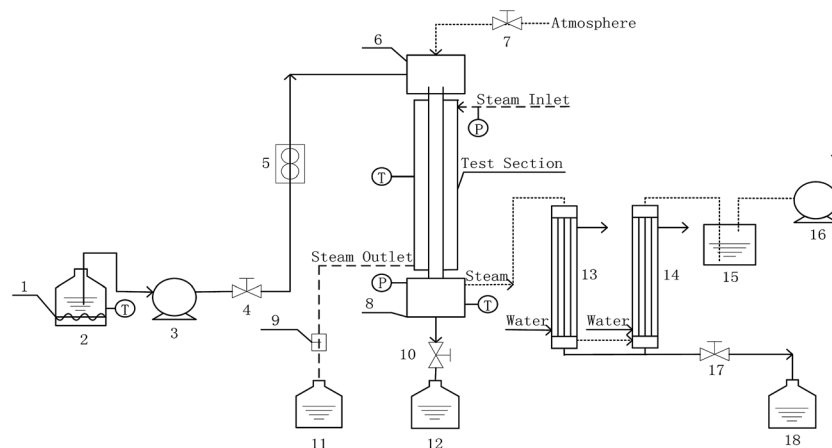 6
7
Atmosphere
Steam Inlet
P
5
T
Test Section
Steam Outlet
Steam
16
1
T
2
3
4
P
8
T
13
14
15
9
10
Water
Water
17
11
12
18